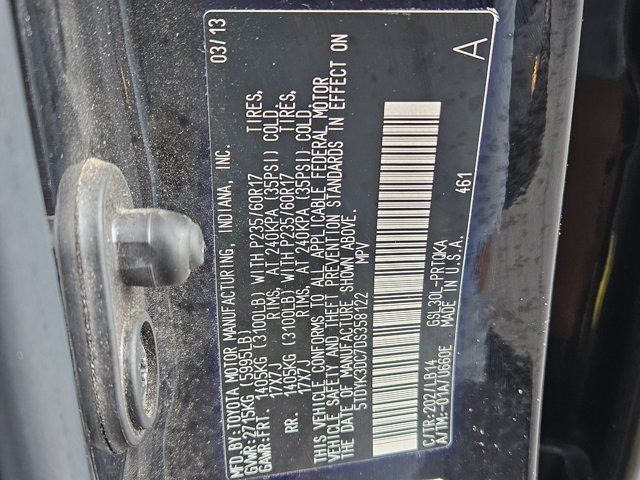 MFD.BY:TOYOTA MOTOR MANUFACTURING, INDIANA, INC. 03/13
GVWR:2715KG (5995LB)
GAWR:FRT. 1405KG (3100LB) WITH P235/60R17 TIRES,
17X7J RIMS, AT 240KPA (35PSI) COLD.
RR. 1405KG (3100LB) WITH P235/60R17 TIRES,
17X7J RIMS, AT 240KPA (35PSI) COLD.
THIS VEHICLE CONFORMS TO ALL APPLICABLE FEDERAL MOTOR
VEHICLE SAFETY AND THEFT PREVENTION STANDARDS IN EFFECT ON
THE DATE OF MANUFACTURE SHOWN ABOVE.
5TDYK3DC7DS358122 MPV
461
C/TR:202/LB14 GSL30L-PRTQKA
A/TM:-01A/U660E MADE IN U.S.A.
A